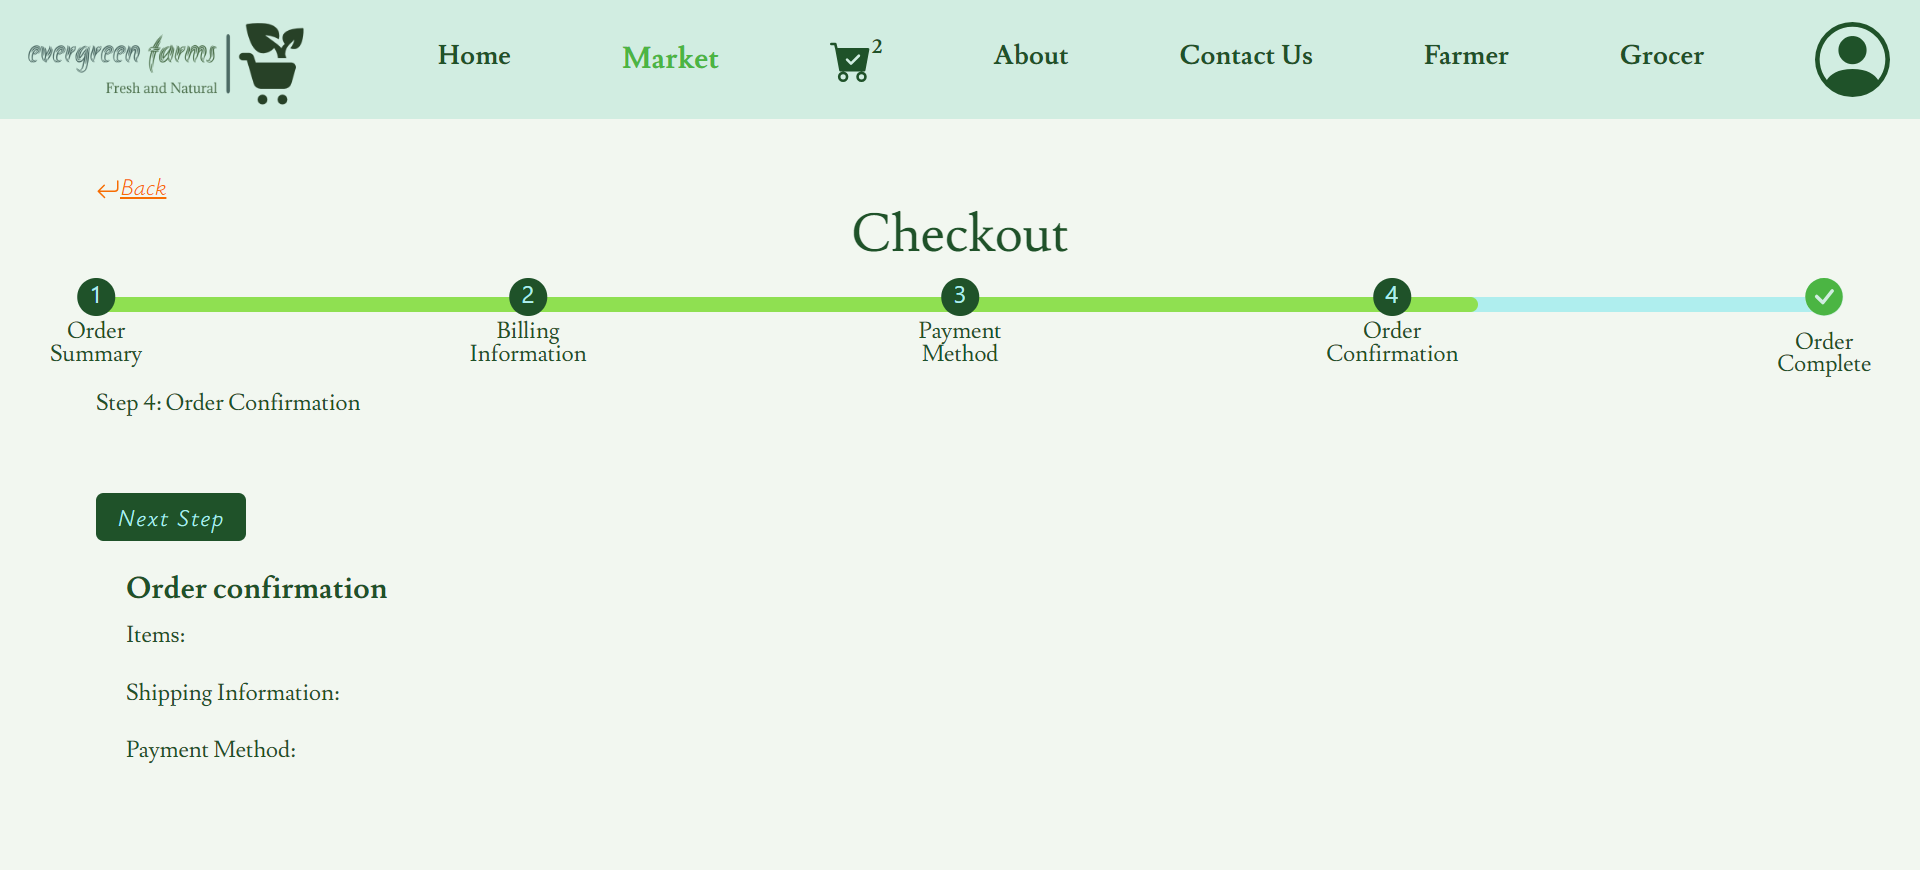 evergreen farms
Fresh and Natural
Home
Market
2
About
Contact Us
Farmer
Grocer
Back
Checkout
1
2
3
4
Order
Summary
Billing
Information
Payment
Method
Order
Confirmation
Order
Complete
Step 4: Order Confirmation
Next Step
Order confirmation
Items:
Shipping Information:
Payment Method: